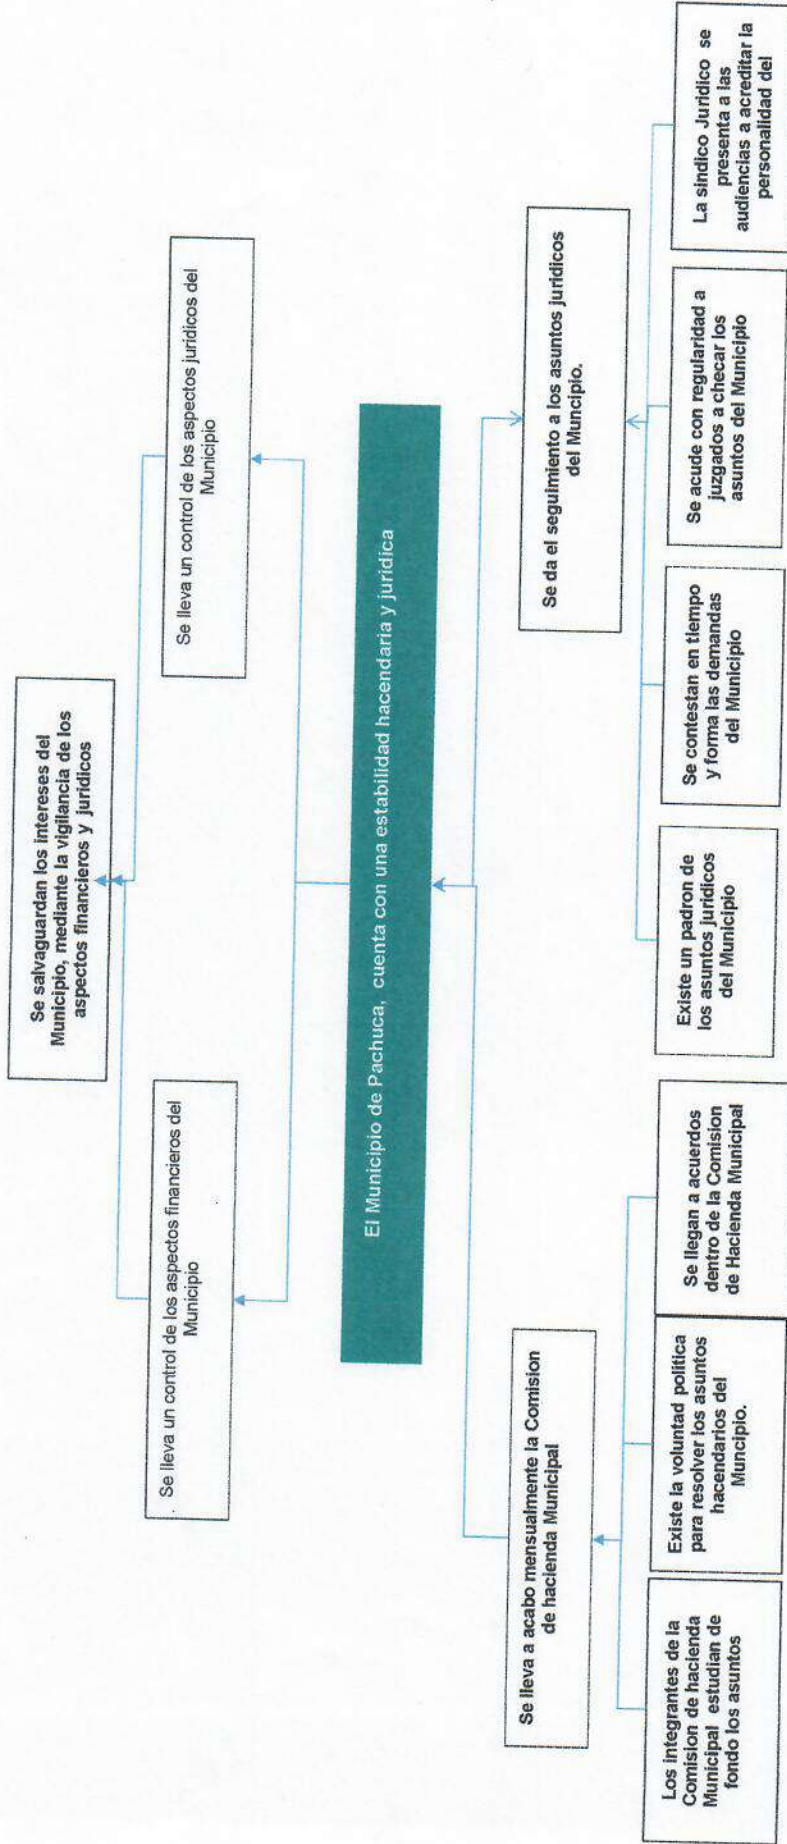 Se salvaguardan los intereses del
Municipio, mediante la vigilancia de los
aspectos financieros y juridicos
Se lleva un control de los aspectos financieros del
Municipio
Se lleva un control de los aspectos jurídicos del
Municipio
El Municipio de Pachuca, cuenta con una estabilidad hacendaria y juridica
Se lleva a acabo mensualmente la Comision
de hacienda Municipal
Se da el seguimiento a los asuntos juridicos
del Muncipio.
Los integrantes de la
Comision de hacienda
Municipal estudian de
fondo los asuntos
Existe la voluntad politica
para resolver los asuntos
hacendarios del
Muncipio.
Se llegan a acuerdos
dentro de la Comision
de Hacienda Municipal
Existe un padron de
los asuntos juridicos
del Municipio
Se contestan en tiempo
y forma las demandas
del Municipio
Se acude con regularidad a
juzgados a checar los
asuntos del Municipio
La sindico Juridico se
presenta a las
audiencias a acreditar la
personalidad del